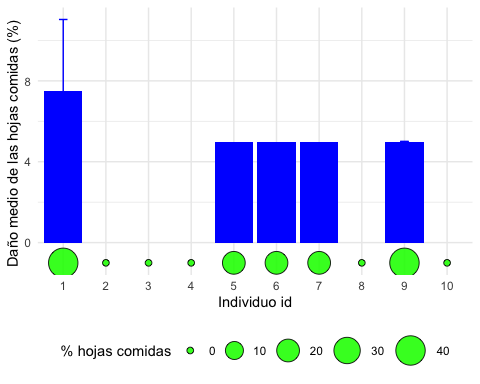 Daño medio de las hojas comidas (%)
8
4
0
1 2 3 4 5 6 7 8 9 10
Individuo id
% hojas comidas 0 10 20 30 40